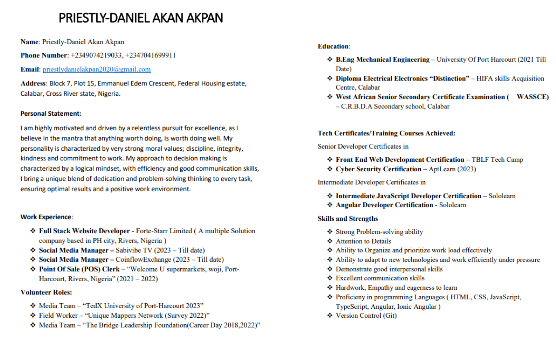 PRIESTLY-DANIEL AKAN AKPAN
Name: Priestly-Daniel Akan Akpan
Phone Number: +2349074219033, +2347041699911
Email: priestlydanielakpan2020@gmail.com
Address: Block 7, Plot 15, Emmanuel Edem Crescent, Federal Housing estate,
Calabar, Cross River state, Nigeria.
Personal Statement:
I am highly motivated and driven by a relentless pursuit for excellence, as I
believe in the mantra that anything worth doing, is worth doing well. My
personality is characterized by very strong moral values; discipline, integrity,
kindness and commitment to work. My approach to decision making is
characterized by a logical mindset, with efficiency and good communication skills,
I bring a unique blend of dedication and problem-solving thinking to every task,
ensuring optimal results and a positive work environment.
Work Experience:
❖ Full Stack Website Developer - Forte-Starr Limited ( A multiple Solution
company based in PH city, Rivers, Nigeria )
❖ Social Media Manager – Sabivibe TV (2023 – Till date)
❖ Social Media Manager – CoinflowExchange (2023 – Till date)
❖ Point Of Sale (POS) Clerk – "Welcome U supermarkets, woji, Port-
Harcourt, Rivers, Nigeria" (2021 – 2022)
Volunteer Roles:
❖ Media Team – "TedX University of Port-Harcourt 2023"
❖ Field Worker – "Unique Mappers Network (Survey 2022)"
❖ Media Team – "The Bridge Leadership Foundation(Career Day 2018,2022)"
Education:
❖ B.Eng Mechanical Engineering – University Of Port Harcourt (2021 Till
Date)
❖ Diploma Electrical Electronics "Distinction" – HIFA skills Acquisition
Centre, Calabar
❖ West African Senior Secondary Certificate Examination ( WASSCE)
– C.R.B.D.A Secondary school, Calabar
Tech Certificates/Training Courses Achieved:
Senior Developer Certificates in
❖ Front End Web Development Certification – TBLF Tech Camp
❖ Cyber Security Certification – AptLearn (2023)
Intermediate Developer Certificates in
❖ Intermediate JavaScript Developer Certification – Sololearn
❖ Angular Developer Certification - Sololearn
Skills and Strengths
❖ Strong Problem-solving ability
❖ Attention to Details
❖ Ability to Organize and prioritize work load effectively
❖ Ability to adapt to new technologies and work efficiently under pressure
❖ Demonstrate good interpersonal skills
❖ Excellent communication skills
❖ Hardwork, Empathy and eagerness to learn
❖ Proficiency in programming Languages ( HTML, CSS, JavaScript,
TypeScript, Angular, Ionic Angular )
❖ Version Control (Git)